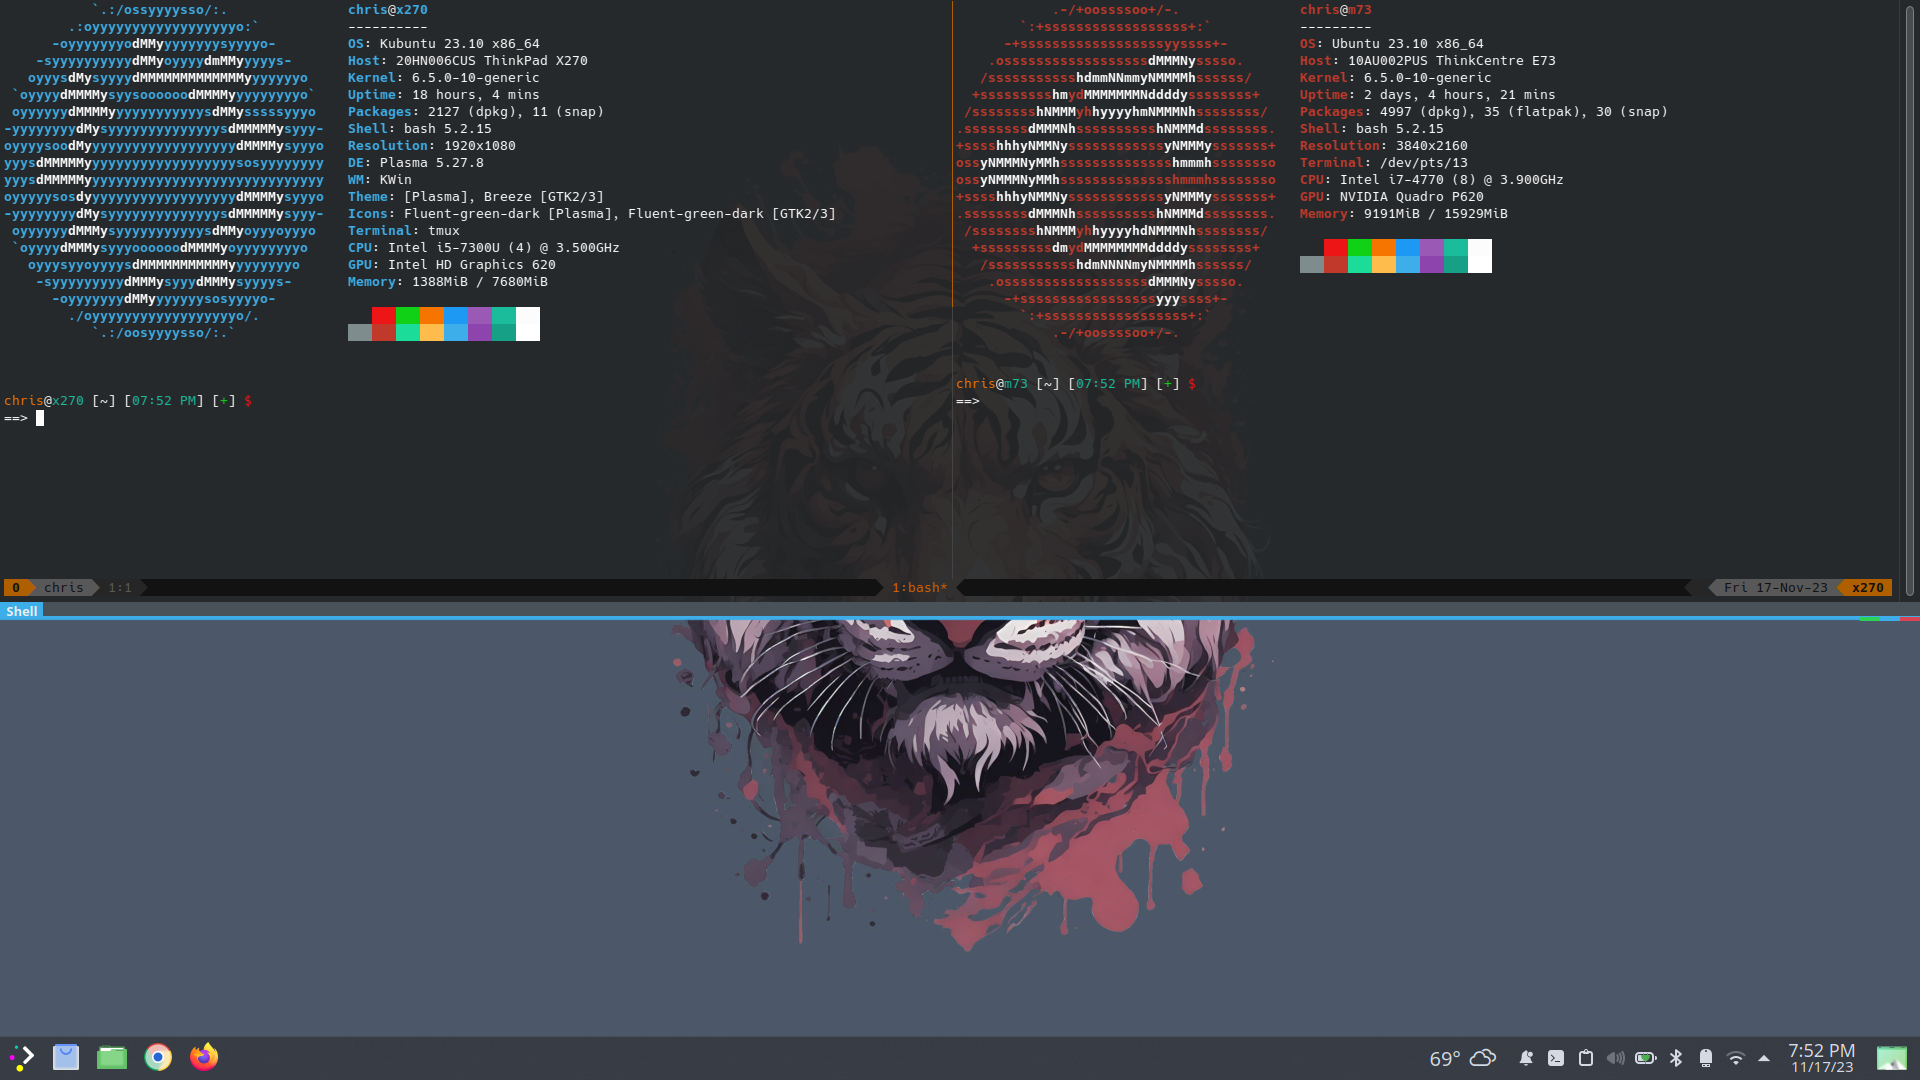 `.:/ossyyyysso/:.
.:oyyyyyyyyyyyyyyyyyyo:`
-oyyyyyyyodMMyyyyyyyysyyyyo-
-syyyyyyyyyydMMyoyyyydmMMyyyyys-
oyyysdMysyyyydMMMMMMMMMMMMMyyyyyyyo
`oyyyydMMMMysyysoooooodMMMMyyyyyyyyyo`
oyyyyyydMMMMyyyyyyyyyyyysdMMysssssyyyo
-yyyyyyyydMysyyyyyyyyyyyyyysdMMMMMysyyy-
oyyyysoodMyyyyyyyyyyyyyyyyyyydMMMMysyyyo
yyysdMMMMMyyyyyyyyyyyyyyyyyysosyyyyyyyy
yyysdMMMMMyyyyyyyyyyyyyyyyyyyyyyyyyyyyy
oyyyyysosdyyyyyyyyyyyyyyyyyyydMMMMysyyyo
-yyyyyyyydMysyyyyyyyyyyyyyysdMMMMMysyyy-
oyyyyyydMMMysyyyyyyyyyyysdMMyoyyyoyyyo
`oyyyydMMMysyyyoooooodMMMMyoyyyyyyyyo
oyyysyyoyyyysdMMMMMMMMMMMyyyyyyyyo
-syyyyyyyyydMMMysyyydMMMysyyyys-
-oyyyyyyydMMyyyyyyysosyyyyo-
./oyyyyyyyyyyyyyyyyyyo/.
`.:/oosyyyysso/:.`
chris@x270
----------
OS: Kubuntu 23.10 x86_64
Host: 20HN006CUS ThinkPad X270
Kernel: 6.5.0-10-generic
Uptime: 18 hours, 4 mins
Packages: 2127 (dpkg), 11 (snap)
Shell: bash 5.2.15
Resolution: 1920x1080
DE: Plasma 5.27.8
WM: KWin
Theme: [Plasma], Breeze [GTK2/3]
Icons: Fluent-green-dark [Plasma], Fluent-green-dark [GTK2/3]
Terminal: tmux
CPU: Intel i5-7300U (4) @ 3.500GHz
GPU: Intel HD Graphics 620
Memory: 1388MiB / 7680MiB
chris@x270 [~] [07:52 PM] [+] $
==>
.-/+oossssoo+/-.
`:+ssssssssssssssssss+:`
-+ssssssssssssssssssyyssss+-
.ossssssssssssssssssdMMMNysssso.
/ssssssssssshdmmNNmmyNMMMMhssssss/
+ssssssssshmydMMMMMMMNddddyssssssss+
/sssssssshNMMMyhhyyyyhmNMMMNhssssssss/
.ssssssssdMMMNhsssssssssshNMMMdssssssss.
+sssshhhyNMMNyssssssssssssyNMMMysssssss+
ossyNMMMNyMMhsssssssssssssshmmmhssssssso
ossyNMMMNyMMhsssssssssssssshmmmhssssssso
+sssshhhyNMMNyssssssssssssyNMMMysssssss+
.ssssssssdMMMNhsssssssssshNMMMdssssssss.
/sssssssshNMMMyhhyyyyhdNMMMNhssssssss/
+sssssssssdmydMMMMMMMMddddyssssssss+
/ssssssssssshdmNNNNmyNMMMMhssssss/
.ossssssssssssssssssdMMMNysssso.
-+sssssssssssssssssyyyssss+-
`:+ssssssssssssssssss+:`
.-/+oossssoo+/-.
chris@m73
---------
OS: Ubuntu 23.10 x86_64
Host: 10AU002PUS ThinkCentre E73
Kernel: 6.5.0-10-generic
Uptime: 2 days, 4 hours, 21 mins
Packages: 4997 (dpkg), 35 (flatpak), 30 (snap)
Shell: bash 5.2.15
Resolution: 3840x2160
Terminal: /dev/pts/13
CPU: Intel i7-4770 (8) @ 3.900GHz
GPU: NVIDIA Quadro P620
Memory: 9191MiB / 15929MiB
chris@m73 [~] [07:52 PM] [+] $
==>
0 chris 1:1 1:bash* Fri 17-Nov-23 x270
Shell
69° 7:52 PM
11/17/23